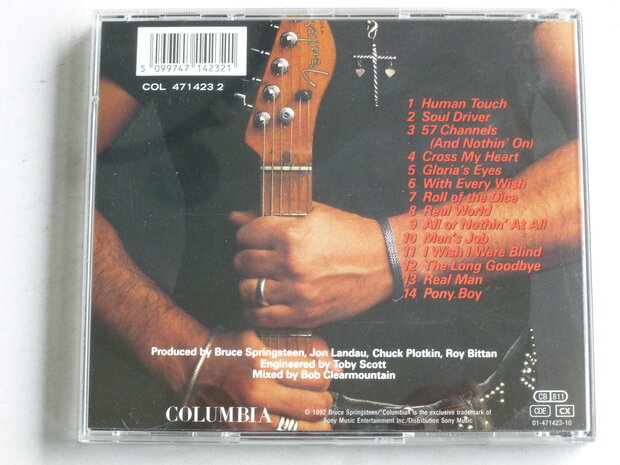 5 099747 142321
COL 471423 2
Fender
1 Human Touch
2 Soul Driver
3 57 Channels
(And Nothin' On)
4 Cross My Heart
5 Gloria's Eyes
6 With Every Wish
7 Roll of the Dice
8 Real World
9 All or Nothin' At All
10 Man's Job
11 I Wish I Were Blind
12 The Long Goodbye
13 Real Man
14 Pony Boy
Produced by Bruce Springsteen, Jon Landau, Chuck Plotkin, Roy Bittan
Engineered by Toby Scott
Mixed by Bob Clearmountain
COLUMBIA
© 1992 Bruce Springsteen/"Columbia" is the exclusive trademark of
Sony Music Entertainment Inc./Distribution Sony Music
CB 811
CDE CX
01-471423-10